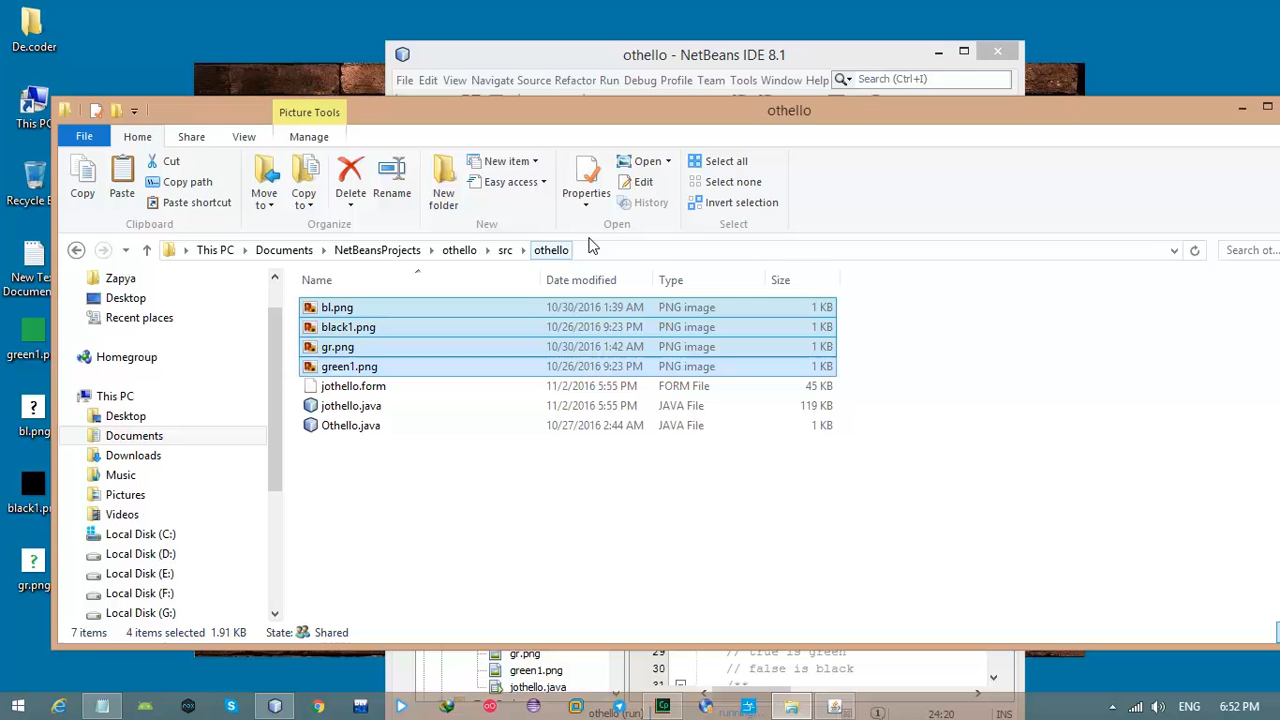 De.coder
This PC
Recycle B
New Tex
Documen
green1.p
bl.png
black1.pn
gr.png
othello - NetBeans IDE 8.1
File Edit View Navigate Source Refactor Run Debug Profile Team Tools Window Help
Search (Ctrl+I)
Picture Tools
othello
File Home Share View Manage
Copy
Paste
Cut
Copy path
Paste shortcut
Clipboard
Move to
Copy to
Delete
Rename
Organize
New folder
New item
Easy access
New
Properties
Open
Edit
History
Open
Select all
Select none
Invert selection
Select
This PC Documents NetBeansProjects othello src othello
Search ot...
Zapya
Desktop
Recent places
Homegroup
This PC
Desktop
Documents
Downloads
Music
Pictures
Videos
Local Disk (C:)
Local Disk (D:)
Local Disk (E:)
Local Disk (F:)
Local Disk (G:)
Name Date modified Type Size
bl.png 10/30/2016 1:39 AM PNG image 1 KB
black1.png 10/26/2016 9:23 PM PNG image 1 KB
gr.png 10/30/2016 1:42 AM PNG image 1 KB
green1.png 10/26/2016 9:23 PM PNG image 1 KB
jothello.form 11/2/2016 5:55 PM FORM File 45 KB
jothello.java 11/2/2016 5:55 PM JAVA File 119 KB
Othello.java 10/27/2016 2:44 AM JAVA File 1 KB
7 items 4 items selected 1.91 KB State: Shared
gr.png
green1.png
jothello.java
29 // true is green
30 // false is black
/**
othello (run)
running...
24:20 INS
ENG 6:52 PM